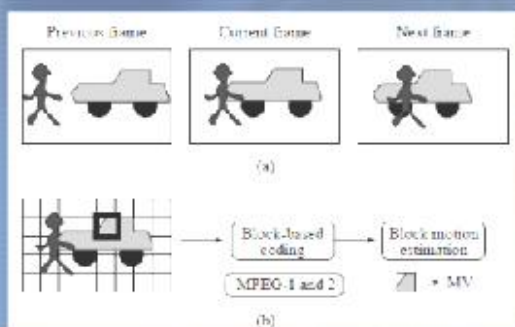 Previous frame Current frame Next frame
(a)
Block-based
coding
Block motion
estimation
MPEG-1 and 2
MV
(b)